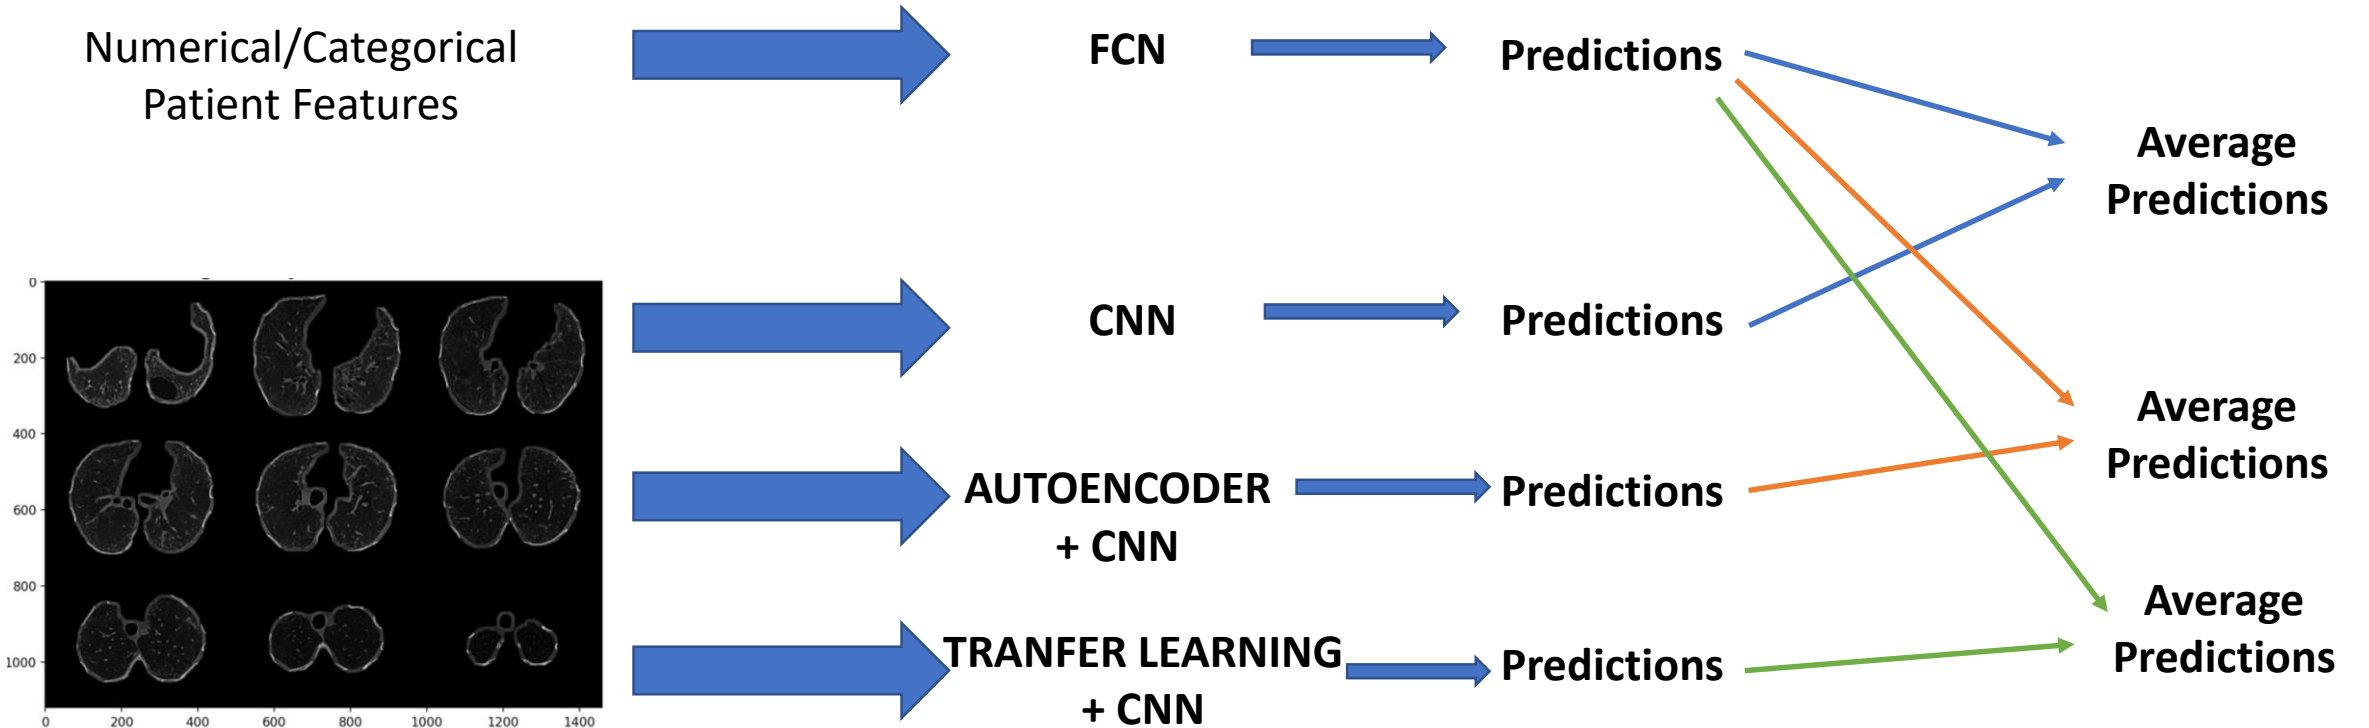 Numerical/Categorical
Patient Features
FCN
Predictions
Average
Predictions
CNN
Predictions
AUTOENCODER
+ CNN
Predictions
Average
Predictions
TRANFER LEARNING
+ CNN
Predictions
Average
Predictions
0
200
400
600
800
1000
0
200
400
600
800
1000
1200
1400